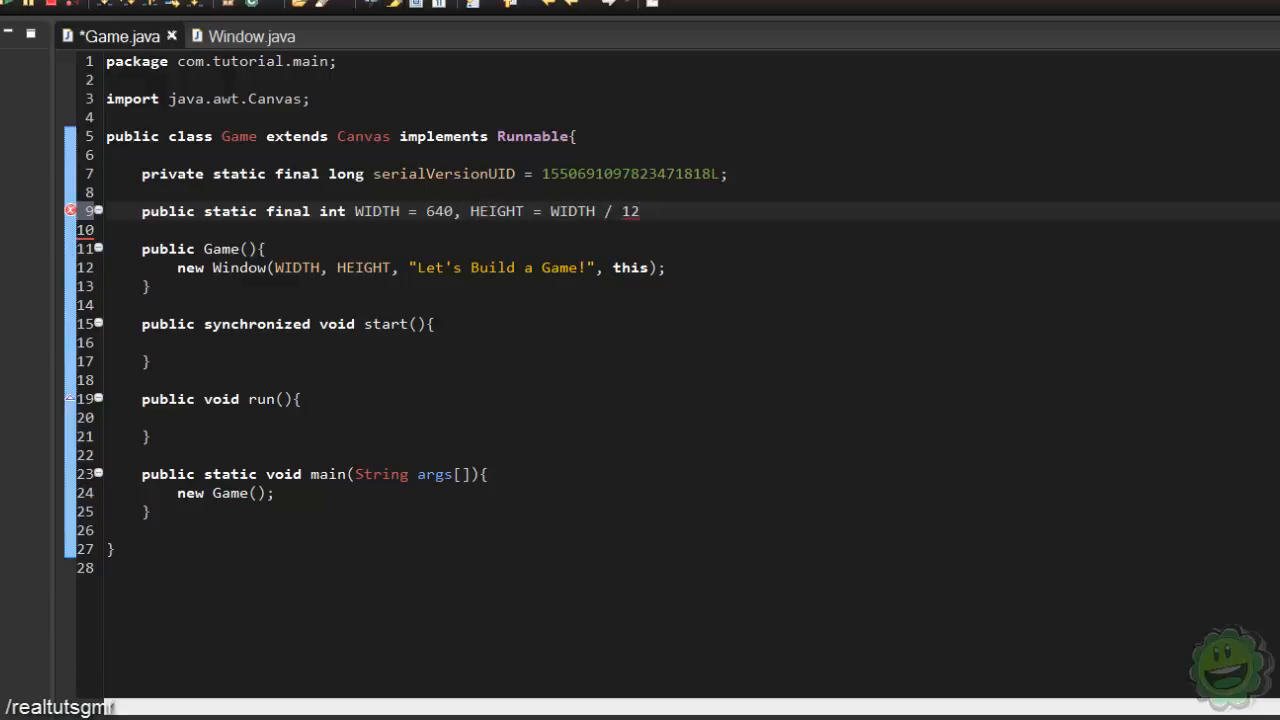 *Game.java
Window.java
1 package com.tutorial.main;
2
3 import java.awt.Canvas;
4
5 public class Game extends Canvas implements Runnable{
6
7 private static final long serialVersionUID = 1550691097823471818L;
8
9 public static final int WIDTH = 640, HEIGHT = WIDTH / 12
10
11 public Game(){
12 new Window(WIDTH, HEIGHT, "Let's Build a Game!", this);
13 }
14
15 public synchronized void start(){
16
17 }
18
19 public void run(){
20
21 }
22
23 public static void main(String args[]){
24 new Game();
25 }
26
27 }
28
/realtutsgmr